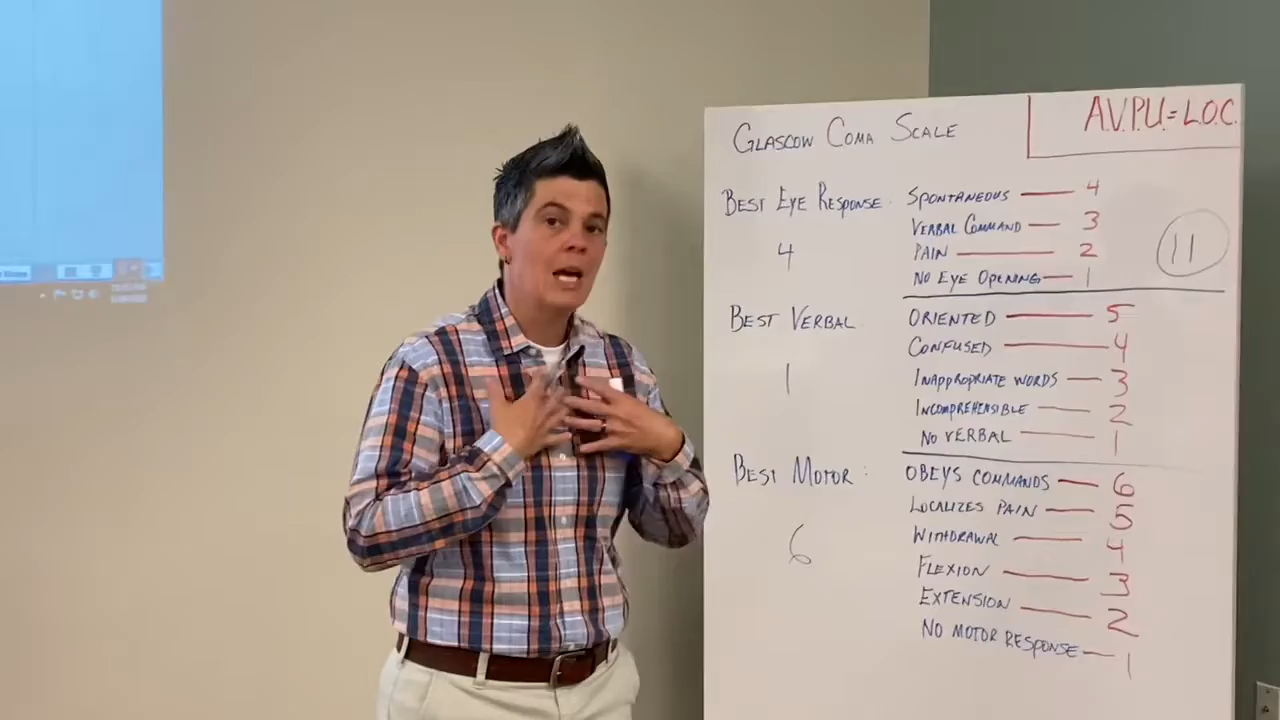 A.V.P.U.=L.O.C.
GLASCOW COMA SCALE
BEST EYE RESPONSE: SPONTANEOUS — 4
VERBAL COMMAND — 3
4 PAIN — 2 11
NO EYE OPENING — 1
BEST VERBAL ORIENTED — 5
CONFUSED — 4
1 INAPPROPRIATE WORDS — 3
INCOMPREHENSIBLE — 2
NO VERBAL — 1
BEST MOTOR: OBEYS COMMANDS — 6
LOCALIZES PAIN — 5
6 WITHDRAWAL — 4
FLEXION — 3
EXTENSION — 2
NO MOTOR RESPONSE — 1